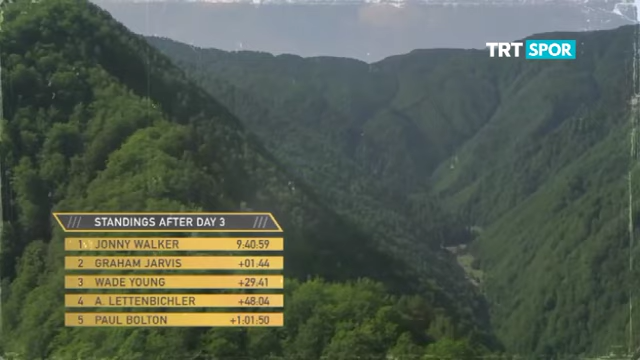 TRT SPOR
STANDINGS AFTER DAY 3
1 JONNY WALKER 9:40:59
2 GRAHAM JARVIS +01:44
3 WADE YOUNG +29:41
4 A. LETTENBICHLER +48:04
5 PAUL BOLTON +1:01:50